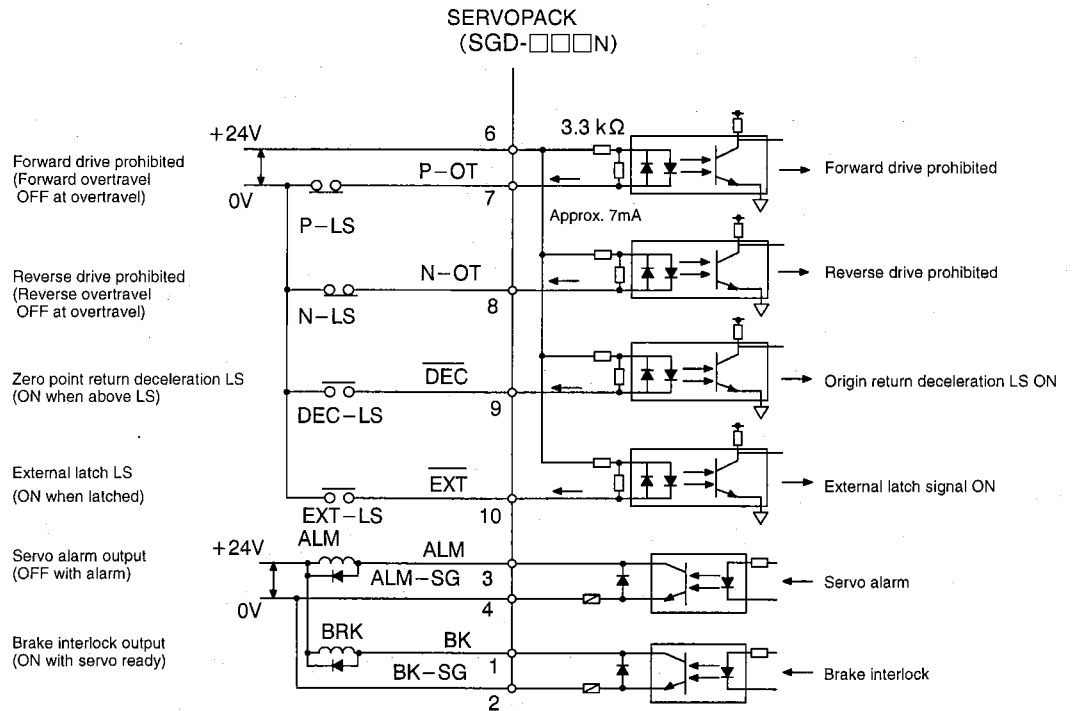 SERVOPACK
(SGD-□□□N)
+24V
6
3.3 kΩ
Forward drive prohibited
(Forward overtravel
OFF at overtravel)
0V
P-OT
7
P-LS
Approx. 7mA
Forward drive prohibited
Reverse drive prohibited
(Reverse overtravel
OFF at overtravel)
N-OT
8
N-LS
Reverse drive prohibited
Zero point return deceleration LS
(ON when above LS)
D̅E̅C̅
9
DEC-LS
Origin return deceleration LS ON
External latch LS
(ON when latched)
E̅X̅T̅
10
EXT-LS
External latch signal ON
Servo alarm output
(OFF with alarm)
+24V
0V
ALM
ALM
ALM-SG
3
4
Servo alarm
Brake interlock output
(ON with servo ready)
BRK
BK
1
BK-SG
2
Brake interlock